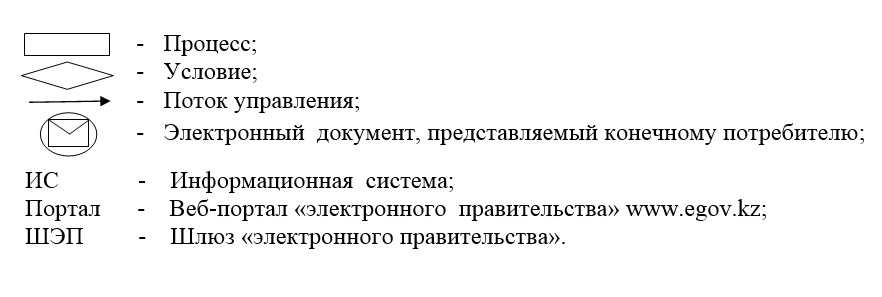 - Процесс;
- Условие;
- Поток управления;
- Электронный документ, представляемый конечному потребителю;
ИС - Информационная система;
Портал - Веб-портал «электронного правительства» www.egov.kz;
ШЭП - Шлюз «электронного правительства».